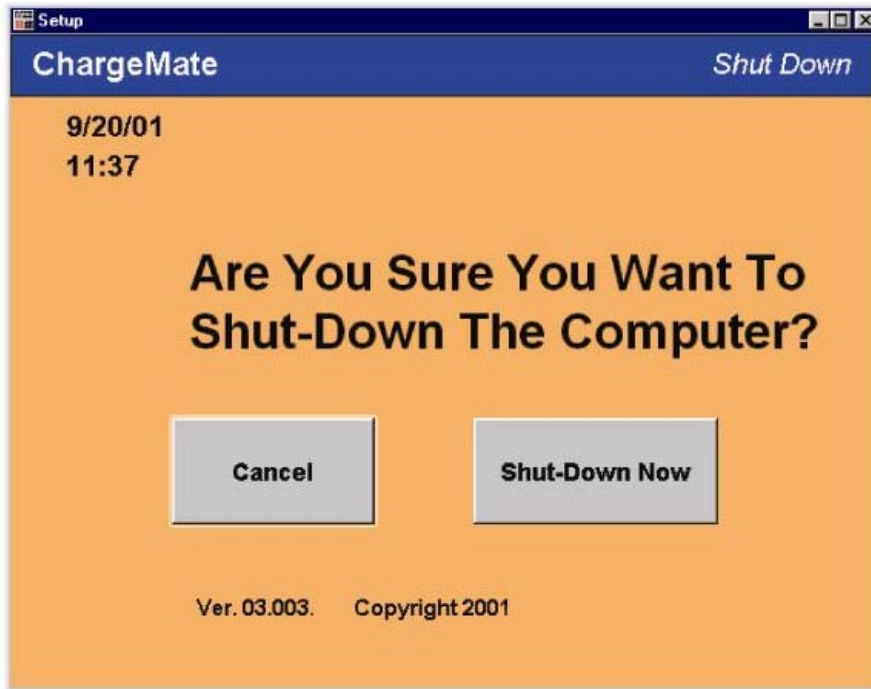 Setup
ChargeMate Shut Down
9/20/01
11:37
Are You Sure You Want To
Shut-Down The Computer?
Cancel Shut-Down Now
Ver. 03.003. Copyright 2001